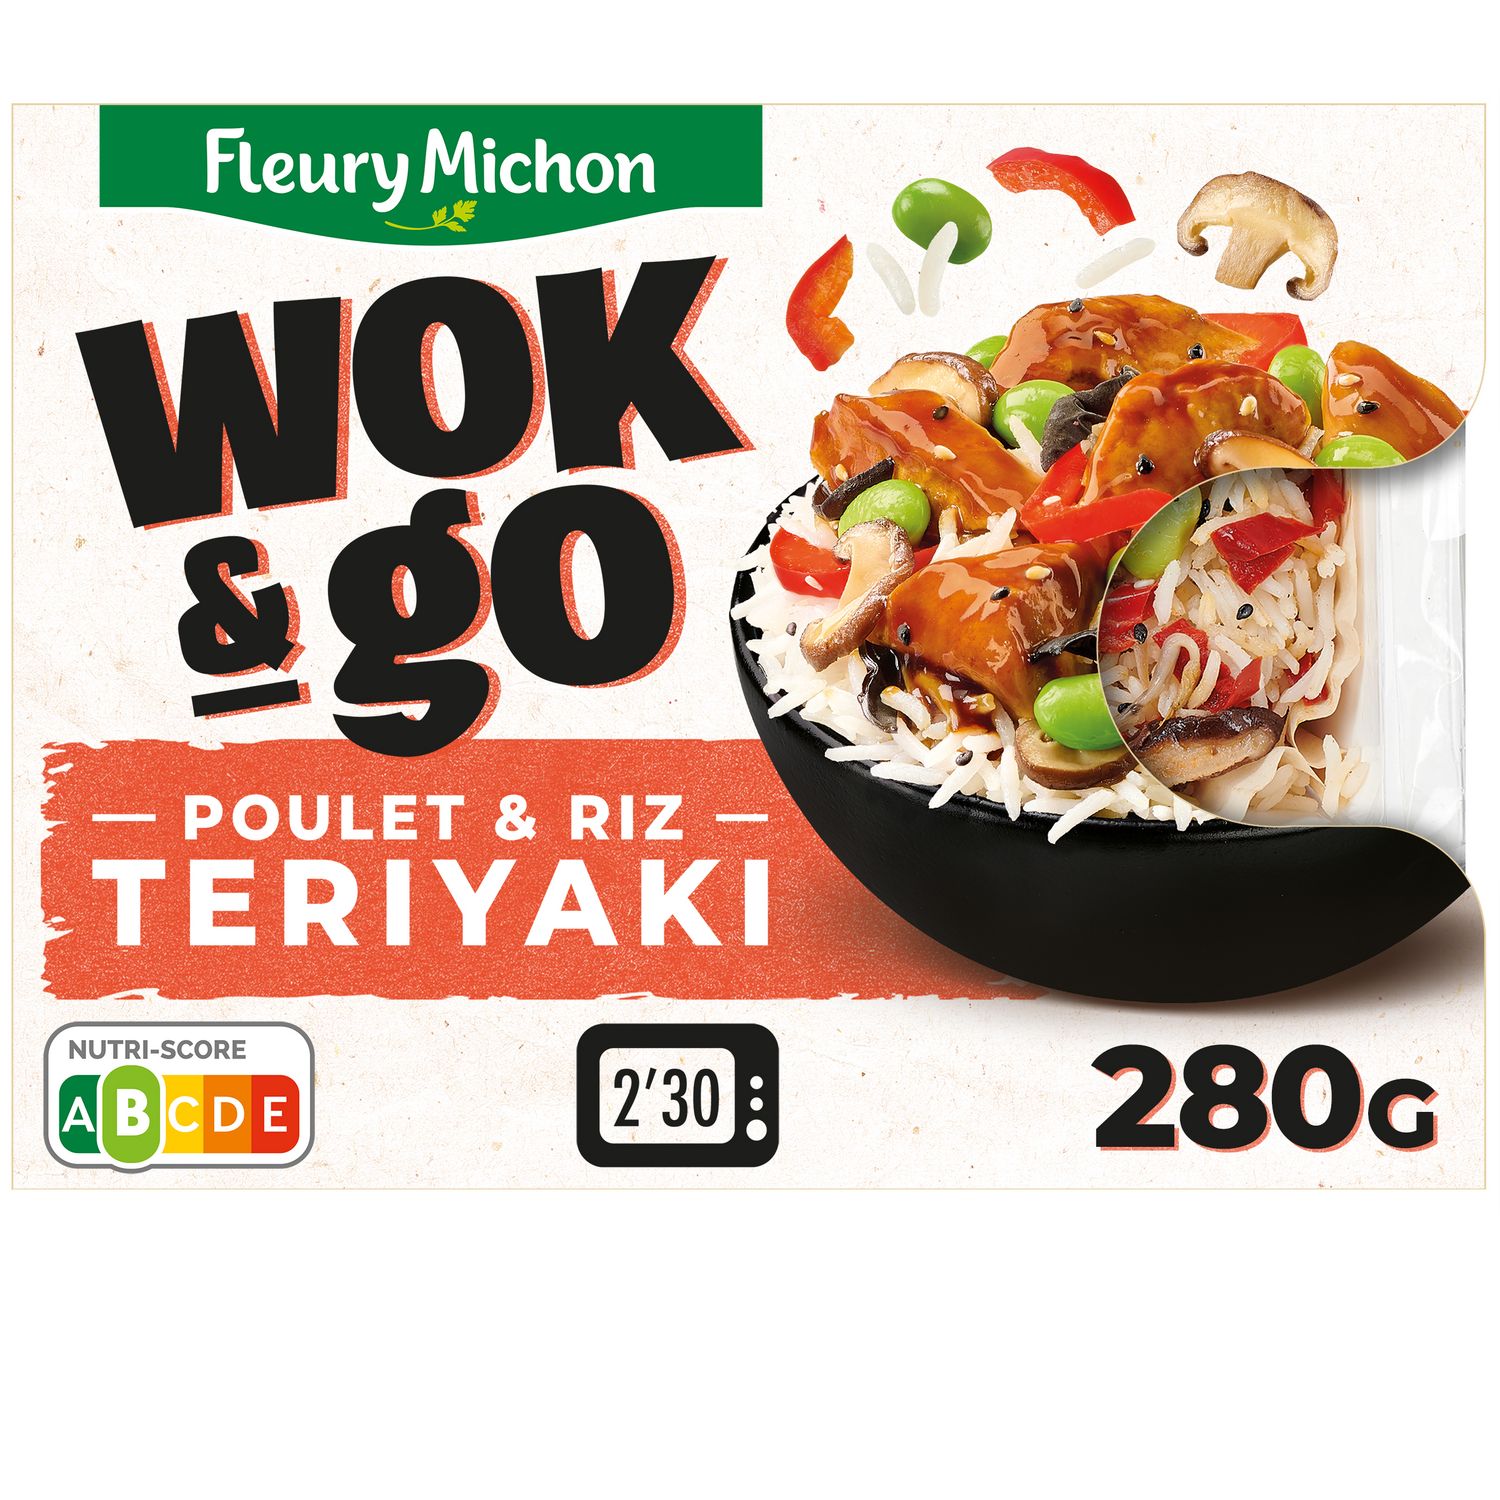 Fleury Michon
WOK
& go
POULET & RIZ
TERIYAKI
NUTRI-SCORE
A B C D E
2'30
280G